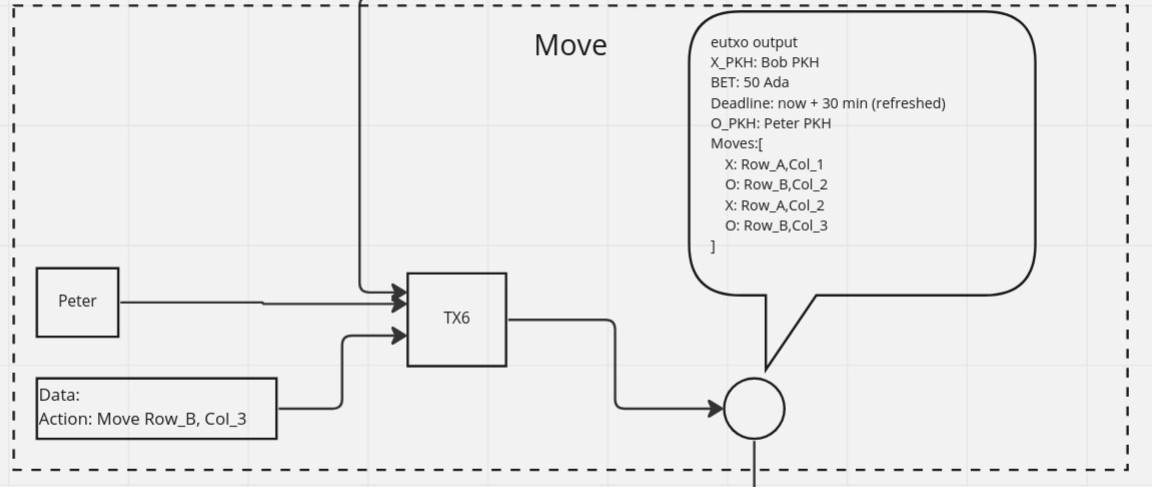 Move
eutxo output
X_PKH: Bob PKH
BET: 50 Ada
Deadline: now + 30 min (refreshed)
O_PKH: Peter PKH
Moves:[
X: Row_A,Col_1
O: Row_B,Col_2
X: Row_A,Col_2
O: Row_B,Col_3
]
Peter
TX6
Data:
Action: Move Row_B, Col_3